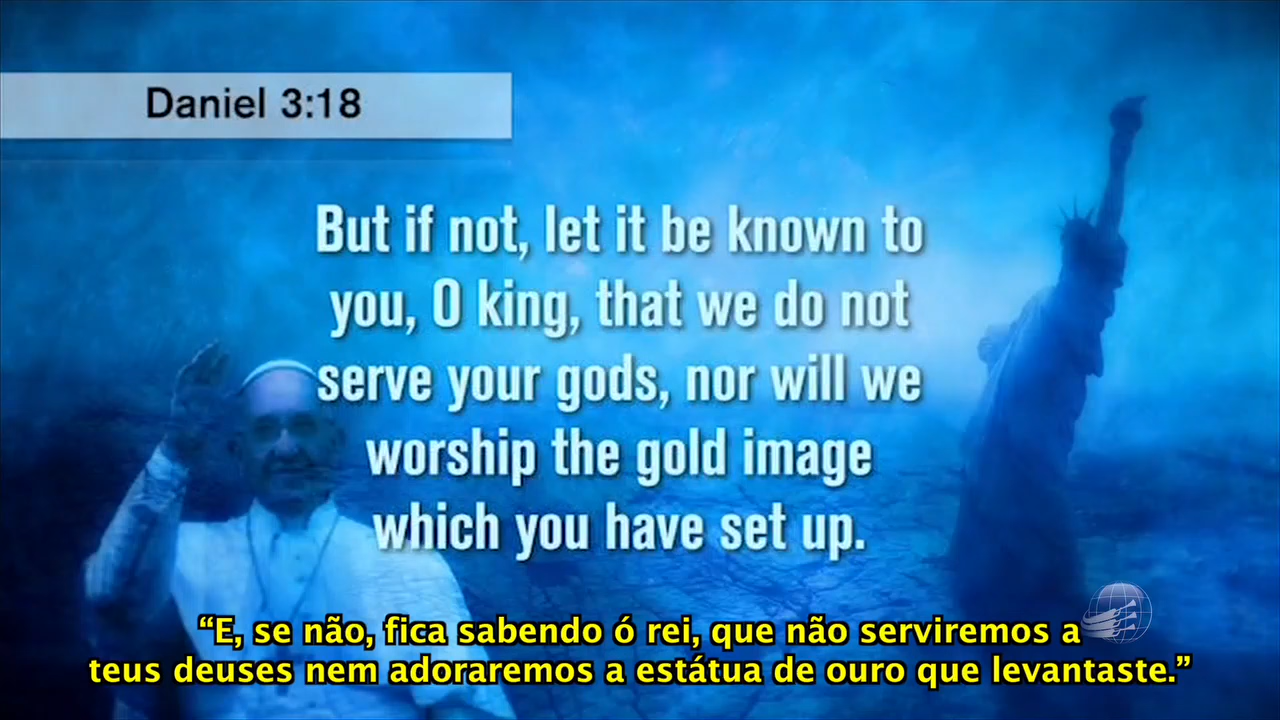 Daniel 3:18
But if not, let it be known to
you, O king, that we do not
serve your gods, nor will we
worship the gold image
which you have set up.
“E, se não, fica sabendo ó rei, que não serviremos a
teus deuses nem adoraremos a estátua de ouro que levantaste.”